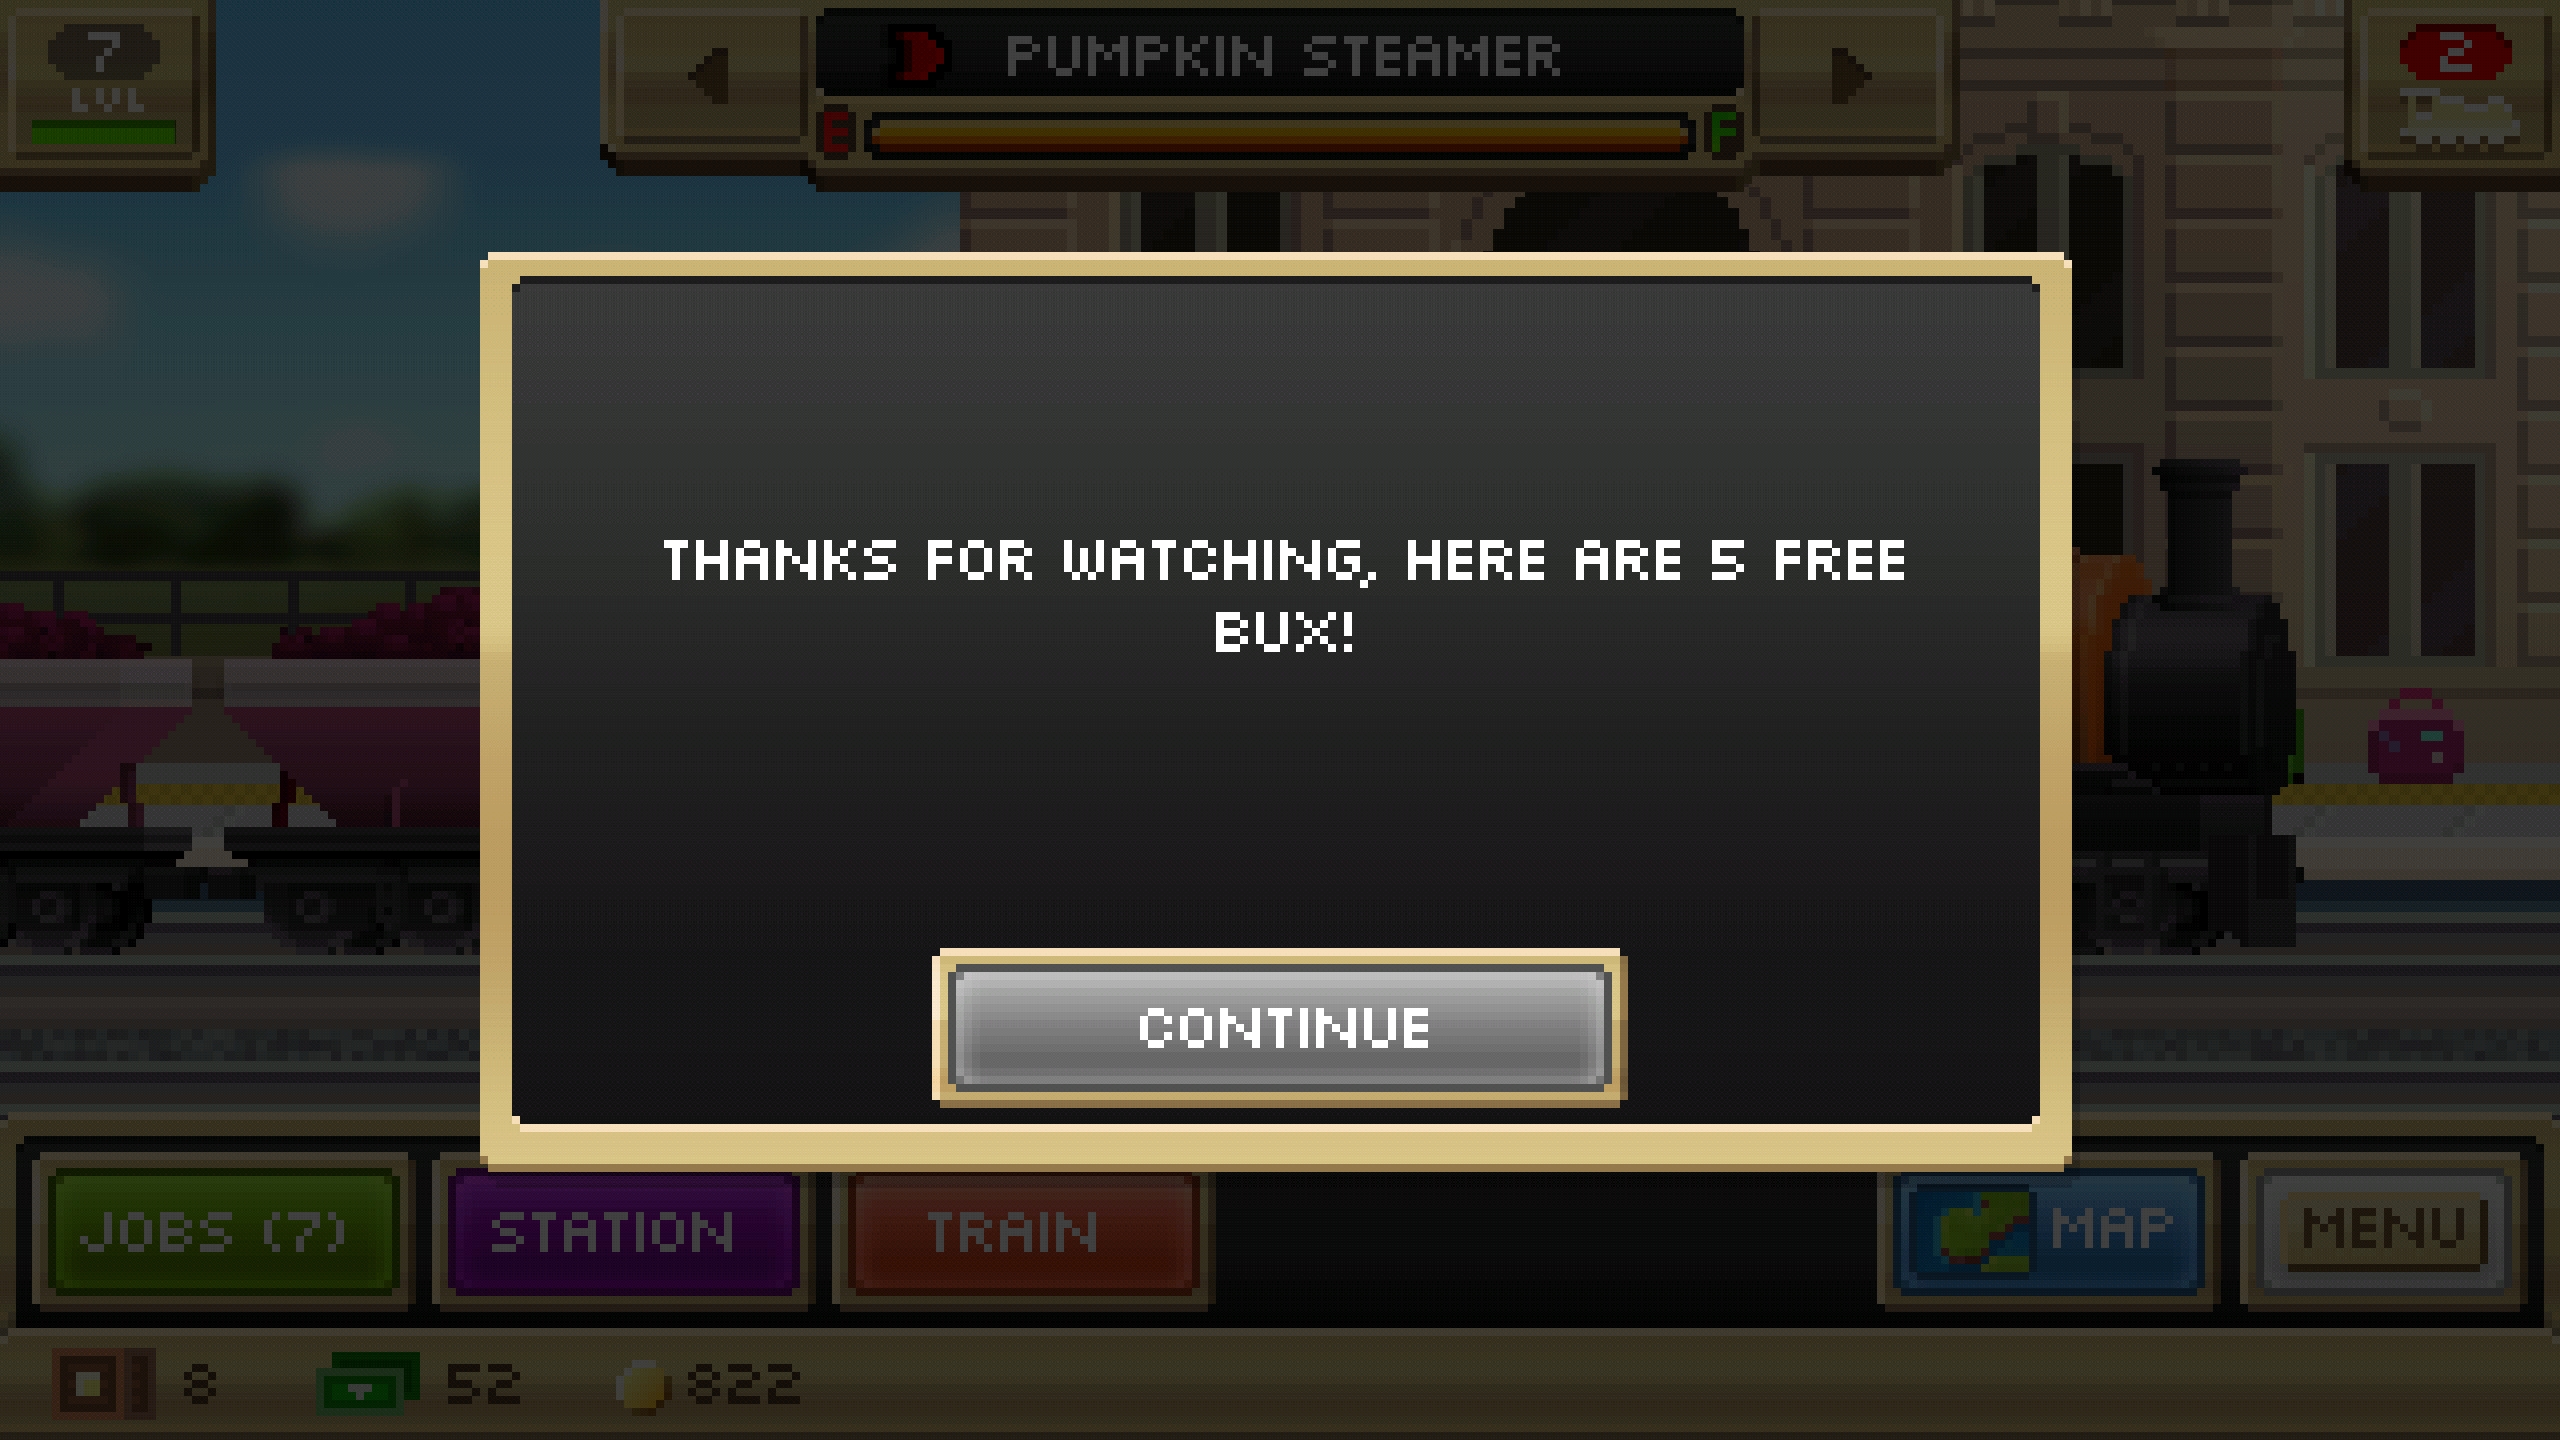 7
LVL
PUMPKIN STEAMER
E
F
2
THANKS FOR WATCHING, HERE ARE 5 FREE
BUX!
CONTINUE
JOBS (7)
STATION
TRAIN
MAP
MENU
8
52
822